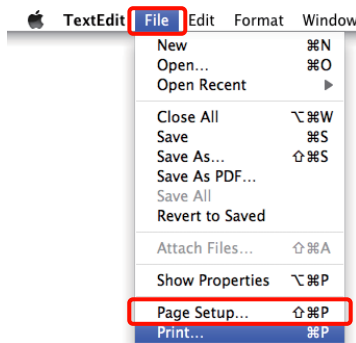 TextEdit File Edit Format Window
New ⌘N
Open... ⌘O
Open Recent ▶
Close All ⌥⌘W
Save ⌘S
Save As... ⇧⌘S
Save As PDF...
Save All
Revert to Saved
Attach Files... ⇧⌘A
Show Properties ⌥⌘P
Page Setup... ⇧⌘P
Print... ⌘P